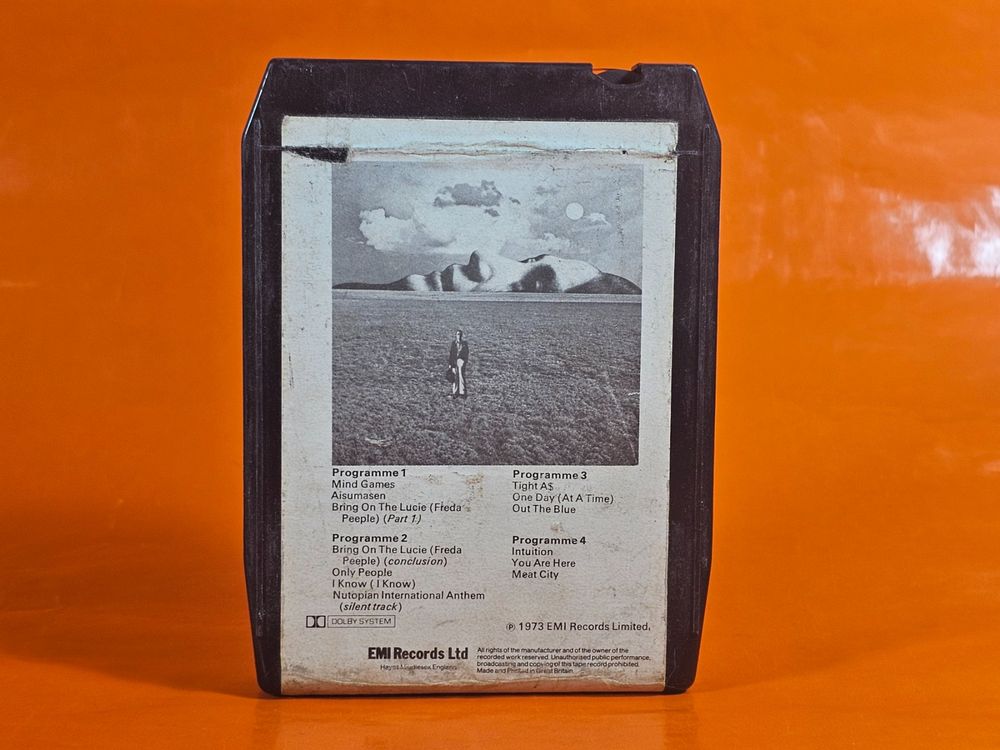 Programme 1
Mind Games
Aisumasen
Bring On The Lucie (Freda
Peeple) (Part 1)
Programme 2
Bring On The Lucie (Freda
Peeple) (conclusion)
Only People
I Know ( I Know)
Nutopian International Anthem
(silent track)
DOLBY SYSTEM
Programme 3
Tight A$
One Day (At A Time)
Out The Blue
Programme 4
Intuition
You Are Here
Meat City
℗ 1973 EMI Records Limited.
EMI Records Ltd
Hayes Middlesex England
All rights of the manufacturer and of the owner of the
recorded work reserved. Unauthorised public performance,
broadcasting and copying of this tape record prohibited.
Made and Printed in Great Britain.